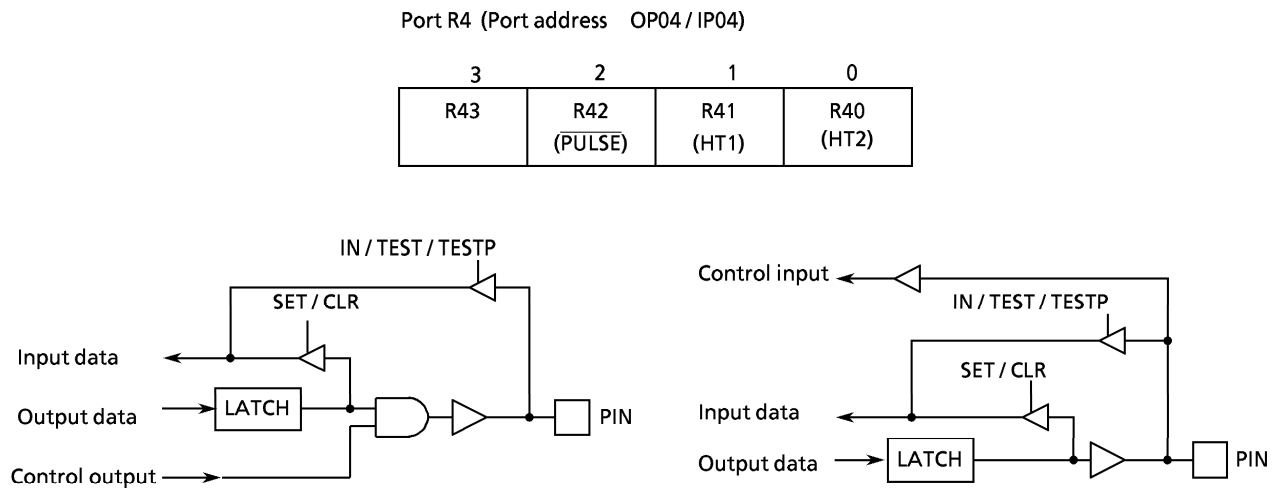 Port R4 (Port address OP04 / IP04)
3 2 1 0
R43 R42 R41 R40
(PULSE) (HT1) (HT2)
IN / TEST / TESTP
SET / CLR
Input data
Output data
LATCH
PIN
Control output
Control input
IN / TEST / TESTP
SET / CLR
Input data
Output data
LATCH
PIN